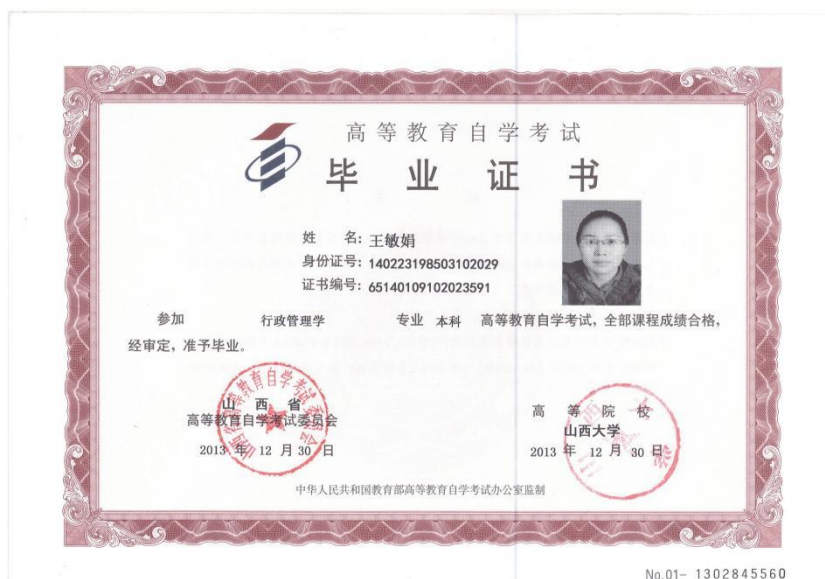 高等教育自学考试
毕业证书
姓 名：王敏娟
身份证号：140223198503102029
证书编号：65140109102023591
参加 行政管理学 专业 本科 高等教育自学考试，全部课程成绩合格，
经审定，准予毕业。
山西省
高等教育自学考试委员会
2013 年 12 月 30 日
高等院校
山西大学
2013 年 12 月 30 日
中华人民共和国教育部高等教育自学考试办公室监制
No.01- 1302845560